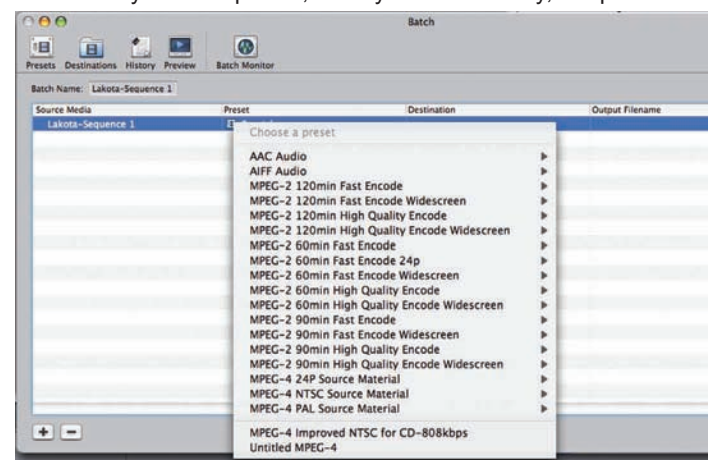 Batch
Presets Destinations History Preview Batch Monitor
Batch Name: Lakota-Sequence 1
Source Media Preset Destination Output Filename
Lakota-Sequence 1
Choose a preset
AAC Audio
AIFF Audio
MPEG-2 120min Fast Encode
MPEG-2 120min Fast Encode Widescreen
MPEG-2 120min High Quality Encode
MPEG-2 120min High Quality Encode Widescreen
MPEG-2 60min Fast Encode
MPEG-2 60min Fast Encode 24p
MPEG-2 60min Fast Encode Widescreen
MPEG-2 60min High Quality Encode
MPEG-2 60min High Quality Encode Widescreen
MPEG-2 90min Fast Encode
MPEG-2 90min Fast Encode Widescreen
MPEG-2 90min High Quality Encode
MPEG-2 90min High Quality Encode Widescreen
MPEG-4 24P Source Material
MPEG-4 NTSC Source Material
MPEG-4 PAL Source Material
MPEG-4 Improved NTSC for CD-808kbps
Untitled MPEG-4